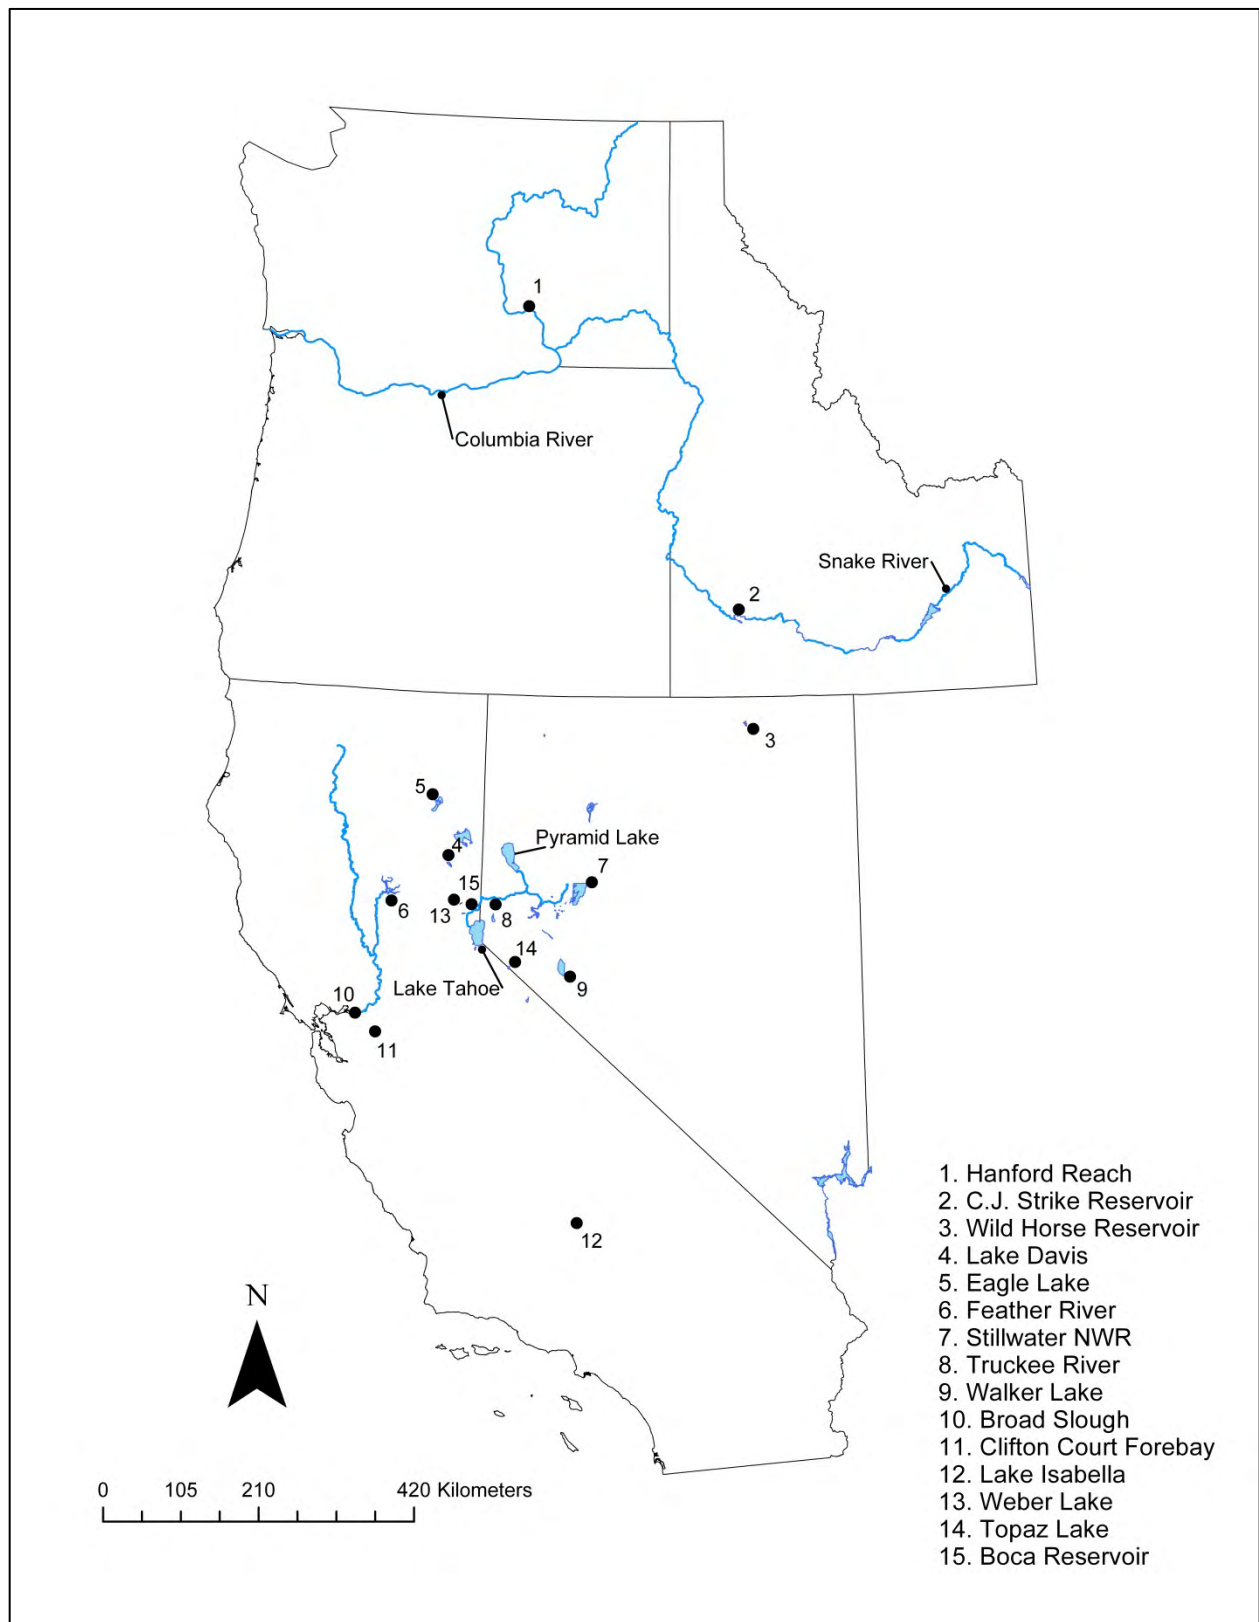 1
Columbia River
Snake River
2
3
5
4
Pyramid Lake
7
15
13
6
8
14
Lake Tahoe
9
10
11
12
1. Hanford Reach
2. C.J. Strike Reservoir
3. Wild Horse Reservoir
4. Lake Davis
5. Eagle Lake
6. Feather River
7. Stillwater NWR
8. Truckee River
9. Walker Lake
10. Broad Slough
11. Clifton Court Forebay
12. Lake Isabella
13. Weber Lake
14. Topaz Lake
15. Boca Reservoir
N
0 105 210 420 Kilometers